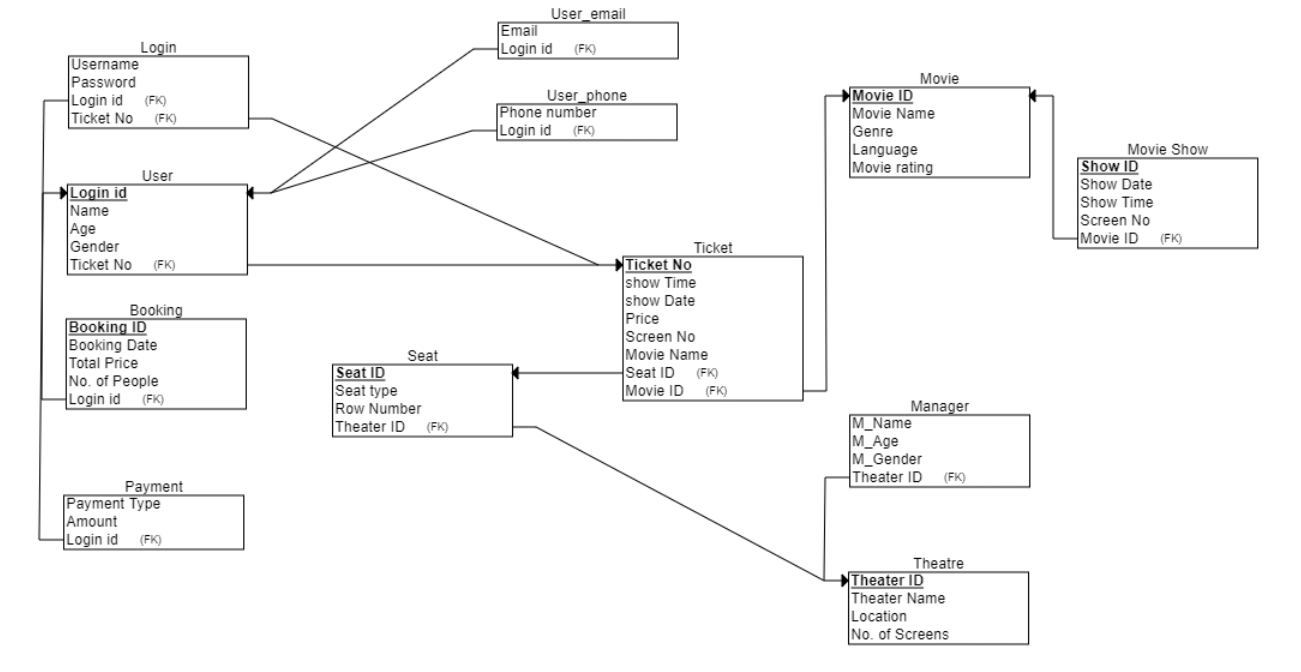 User_email
Email
Login id (FK)
Login
Username
Password
Login id (FK)
Ticket No (FK)
User_phone
Phone number
Login id (FK)
Movie
Movie ID
Movie Name
Genre
Language
Movie rating
Movie Show
Show ID
Show Date
Show Time
Screen No
Movie ID (FK)
User
Login id
Name
Age
Gender
Ticket No (FK)
Ticket
Ticket No
show Time
show Date
Price
Screen No
Movie Name
Seat ID (FK)
Movie ID (FK)
Booking
Booking ID
Booking Date
Total Price
No. of People
Login id (FK)
Seat
Seat ID
Seat type
Row Number
Theater ID (FK)
Manager
M_Name
M_Age
M_Gender
Theater ID (FK)
Payment
Payment Type
Amount
Login id (FK)
Theatre
Theater ID
Theater Name
Location
No. of Screens